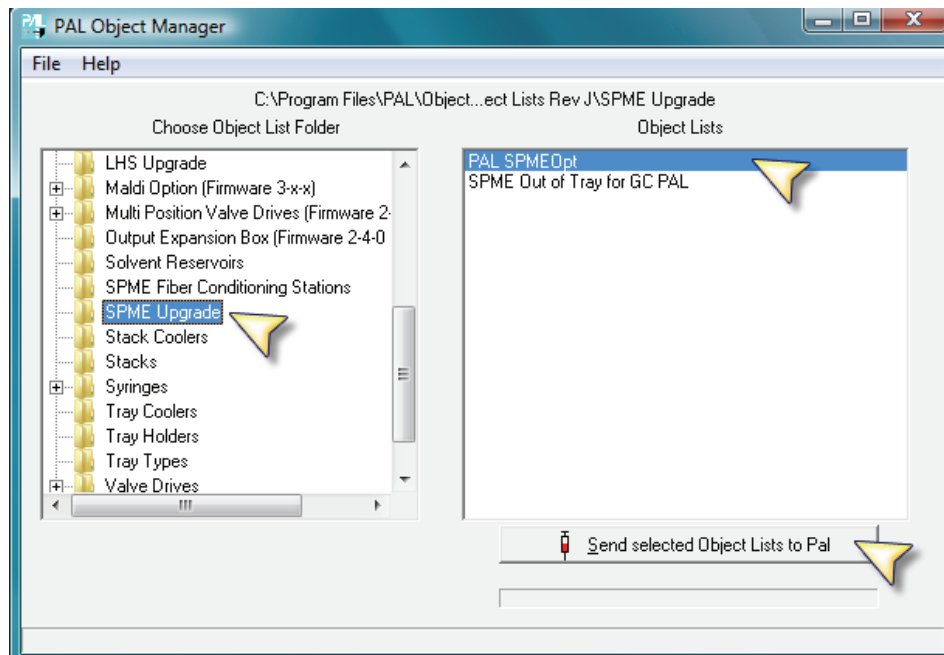 PAL Object Manager
File Help
C:\Program Files\PAL\Object...ect Lists Rev J\SPME Upgrade
Choose Object List Folder
Object Lists
LHS Upgrade
Maldi Option (Firmware 3-x-x)
Multi Position Valve Drives (Firmware 2-
Output Expansion Box (Firmware 2-4-0
Solvent Reservoirs
SPME Fiber Conditioning Stations
SPME Upgrade
Stack Coolers
Stacks
Syringes
Tray Coolers
Tray Holders
Tray Types
Valve Drives
PAL SPMEOpt
SPME Out of Tray for GC PAL
Send selected Object Lists to Pal